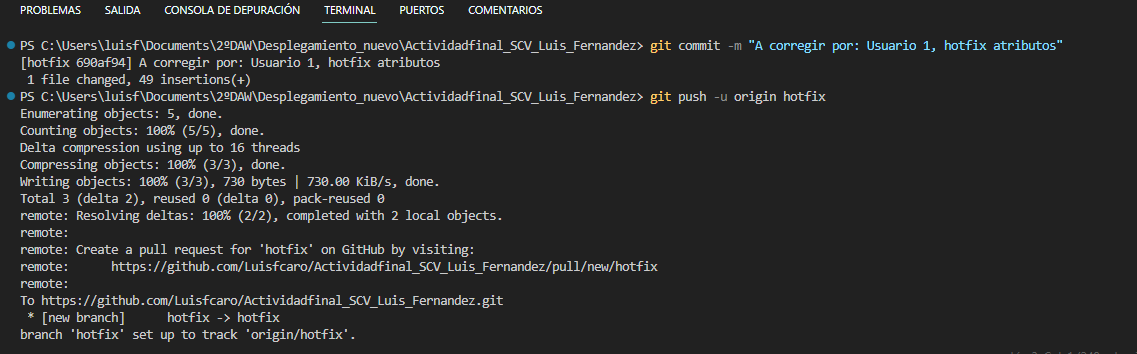 PROBLEMAS SALIDA CONSOLA DE DEPURACIÓN TERMINAL PUERTOS COMENTARIOS
PS C:\Users\luisf\Documents\2ºDAW\Desplegamiento_nuevo\Actividadfinal_SCV_Luis_Fernandez> git commit -m "A corregir por: Usuario 1, hotfix atributos"
[hotfix 690af94] A corregir por: Usuario 1, hotfix atributos
1 file changed, 49 insertions(+)
PS C:\Users\luisf\Documents\2ºDAW\Desplegamiento_nuevo\Actividadfinal_SCV_Luis_Fernandez> git push -u origin hotfix
Enumerating objects: 5, done.
Counting objects: 100% (5/5), done.
Delta compression using up to 16 threads
Compressing objects: 100% (3/3), done.
Writing objects: 100% (3/3), 730 bytes | 730.00 KiB/s, done.
Total 3 (delta 2), reused 0 (delta 0), pack-reused 0
remote: Resolving deltas: 100% (2/2), completed with 2 local objects.
remote:
remote: Create a pull request for 'hotfix' on GitHub by visiting:
remote:      https://github.com/Luisfcaro/Actividadfinal_SCV_Luis_Fernandez/pull/new/hotfix
remote:
To https://github.com/Luisfcaro/Actividadfinal_SCV_Luis_Fernandez.git
* [new branch]      hotfix -> hotfix
branch 'hotfix' set up to track 'origin/hotfix'.